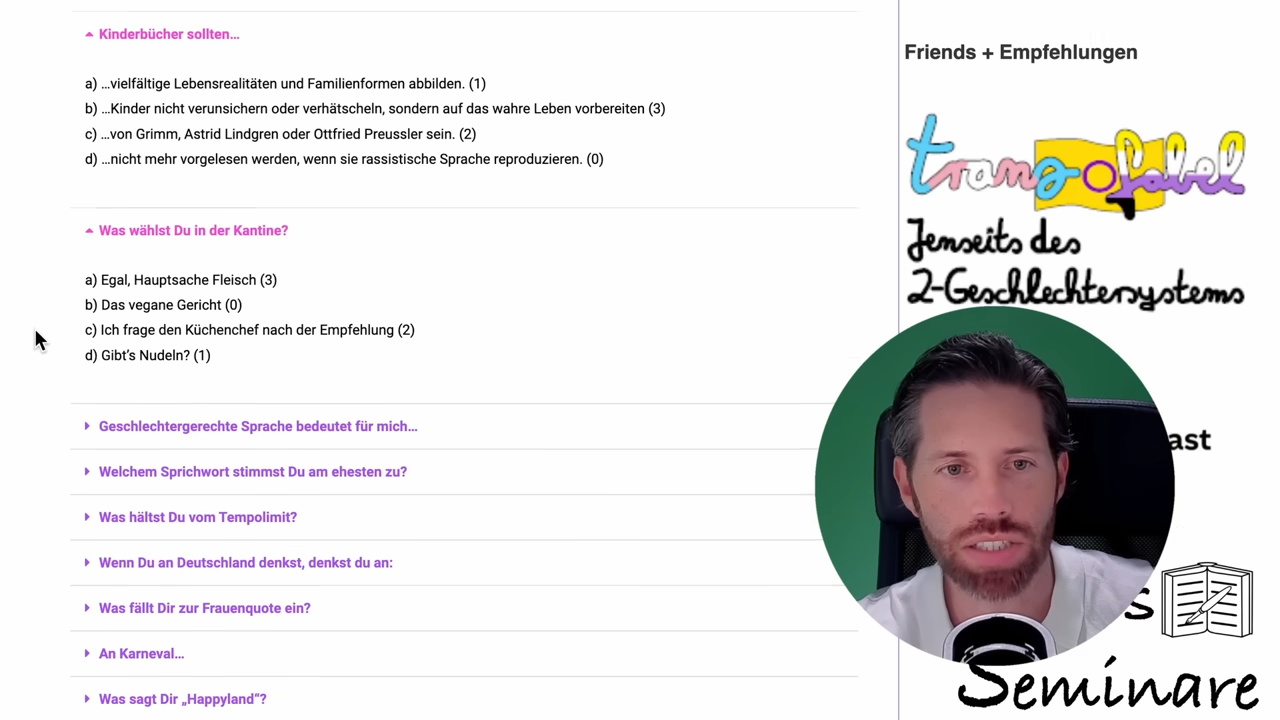 Kinderbücher sollten…
a) …vielfältige Lebensrealitäten und Familienformen abbilden. (1)
b) …Kinder nicht verunsichern oder verhätscheln, sondern auf das wahre Leben vorbereiten (3)
c) …von Grimm, Astrid Lindgren oder Ottfried Preussler sein. (2)
d) …nicht mehr vorgelesen werden, wenn sie rassistische Sprache reproduzieren. (0)
Was wählst Du in der Kantine?
a) Egal, Hauptsache Fleisch (3)
b) Das vegane Gericht (0)
c) Ich frage den Küchenchef nach der Empfehlung (2)
d) Gibt’s Nudeln? (1)
Geschlechtergerechte Sprache bedeutet für mich…
Welchem Sprichwort stimmst Du am ehesten zu?
Was hältst Du vom Tempolimit?
Wenn Du an Deutschland denkst, denkst du an:
Was fällt Dir zur Frauenquote ein?
An Karneval…
Was sagt Dir „Happyland“?
Friends + Empfehlungen
trans-o-fabel
Jenseits des
2-Geschlechtersystems
ast
s
Seminare